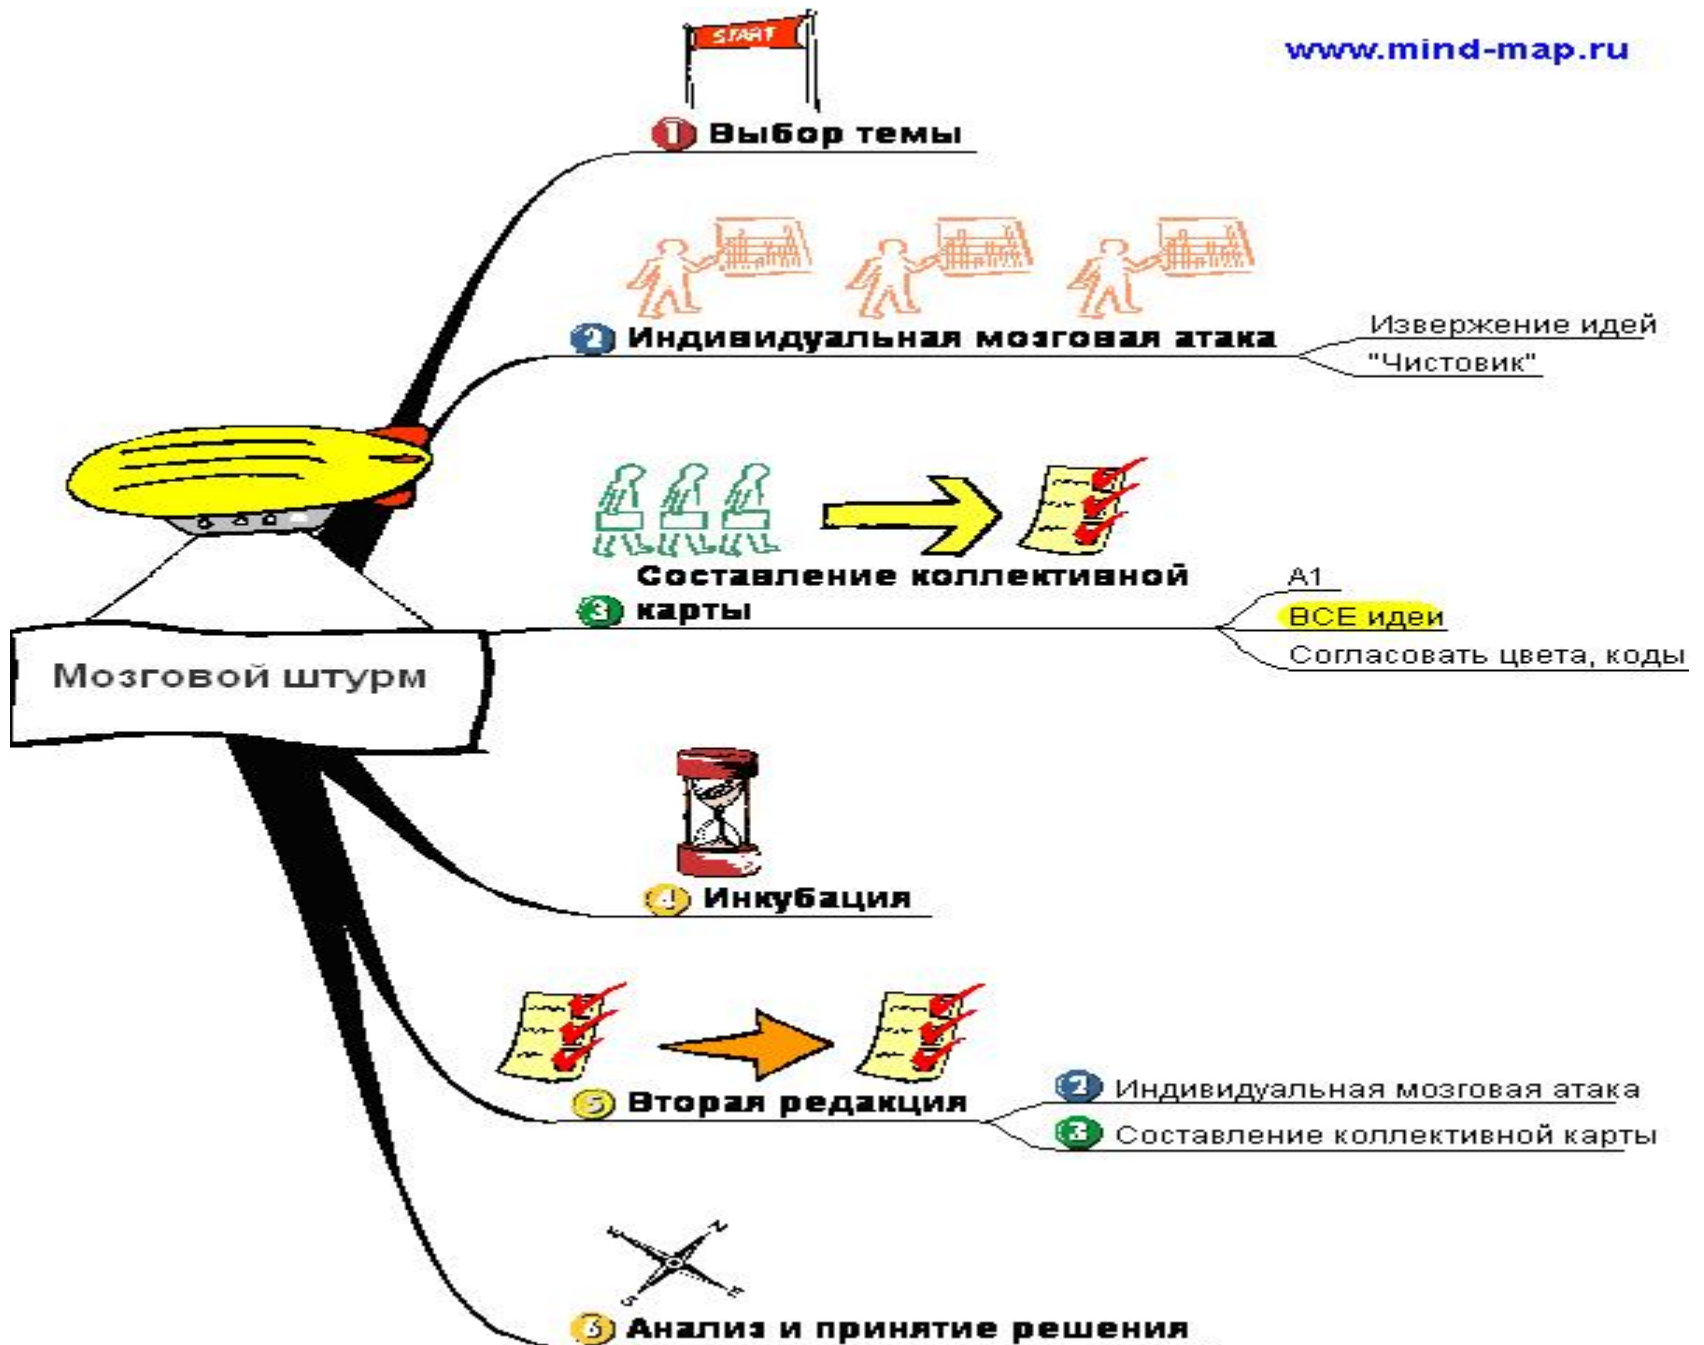 START
www.mind-map.ru
1 Выбор темы
2 Индивидуальная мозговая атака
Извержение идей
"Чистовик"
Составление коллективной
3 карты
А1
ВСЕ идеи
Согласовать цвета, коды
Мозговой штурм
4 Инкубация
5 Вторая редакция
2 Индивидуальная мозговая атака
3 Составление коллективной карты
N
E
S
6 Анализ и принятие решения